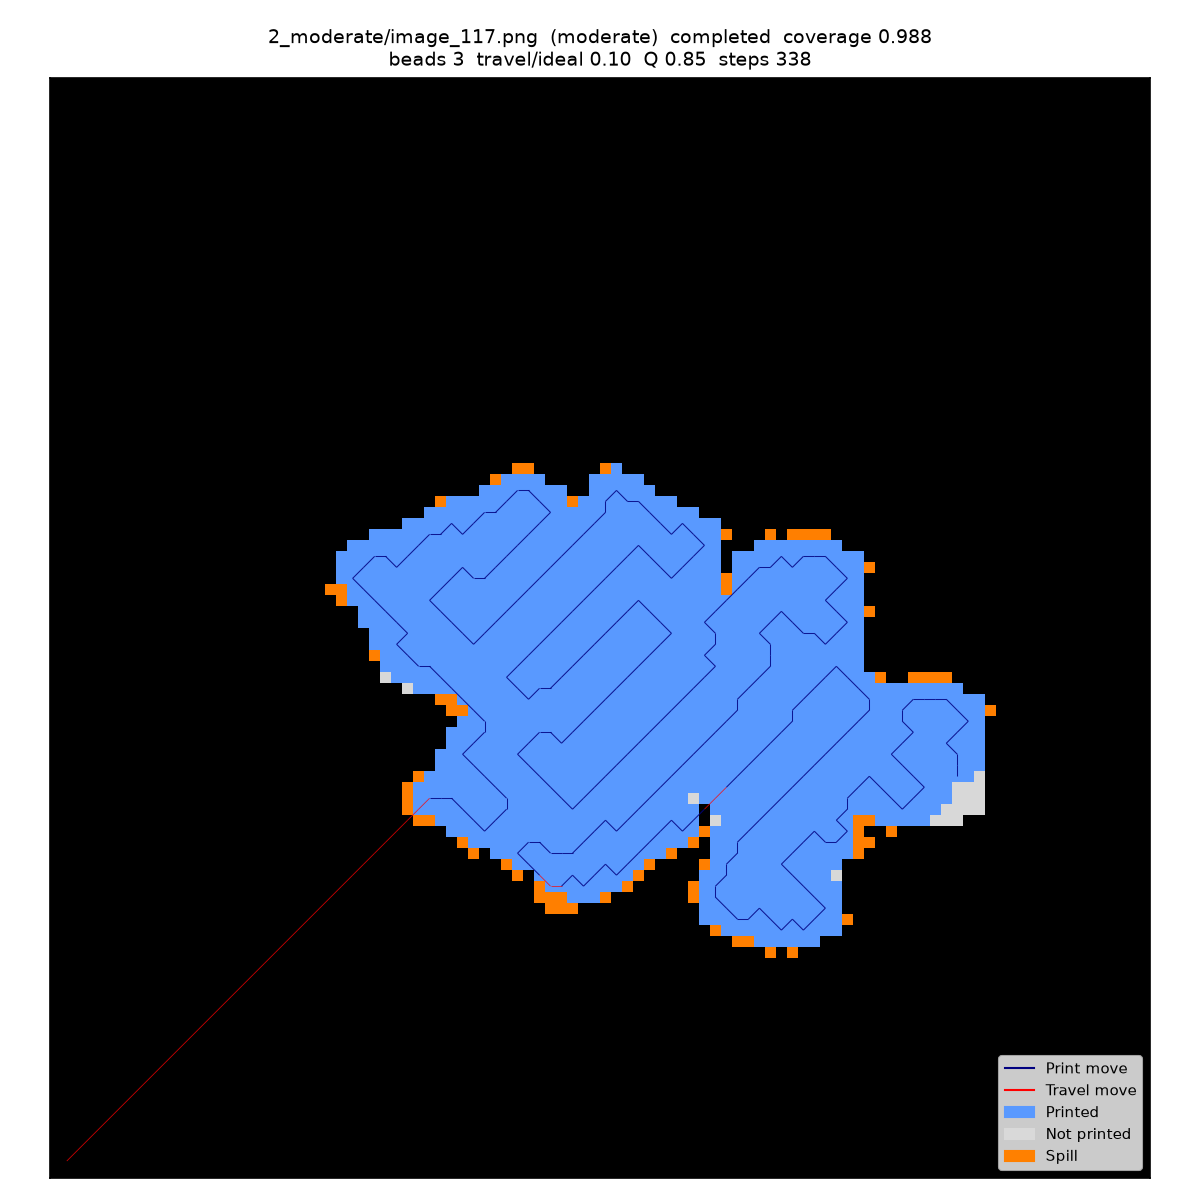 2_moderate/image_117.png  (moderate)  completed  coverage 0.988
beads 3  travel/ideal 0.10  Q 0.85  steps 338
Print move
Travel move
Printed
Not printed
Spill